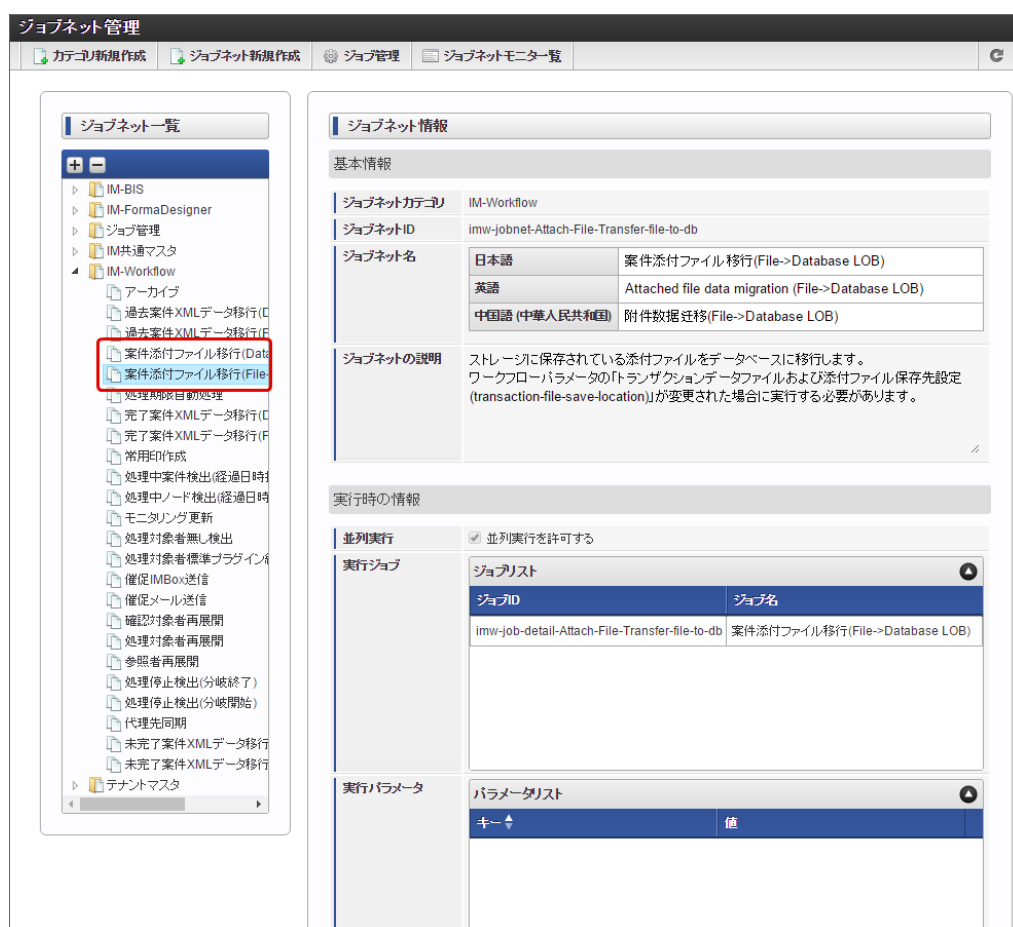 ジョブネット管理
カテゴリ新規作成
ジョブネット新規作成
ジョブ管理
ジョブネットモニター覧
ジョブネット一覧
IM-BIS
IM-FormaDesigner
ジョブ管理
IM共通マスタ
IM-Workflow
アーカイブ
過去案件XMLデータ移行(D
過去案件XMLデータ移行(F
案件添付ファイル移行(Data
案件添付ファイル移行(File-
処理期限自動処理
完了案件XMLデータ移行(D
完了案件XMLデータ移行(F
常用印作成
処理中案件検出(経過日時
処理中ノード検出(経過日時
モニタリング更新
処理対象者無し検出
処理対象者標準プラグイン
催促IMBox送信
催促メール送信
確認対象者再展開
処理対象者再展開
参照者再展開
処理停止検出(分岐終了)
処理停止検出(分岐開始)
代理先同期
未完了案件XMLデータ移行
未完了案件XMLデータ移行
テナントマスタ
ジョブネット情報
基本情報
ジョブネットカテゴリ IM-Workflow
ジョブネットID imw-jobnet-Attach-File-Transfer-file-to-db
ジョブネット名
日本語 案件添付ファイル移行(File->Database LOB)
英語 Attached file data migration (File->Database LOB)
中国語 (中華人民共和国) 附件数据迁移(File->Database LOB)
ジョブネットの説明
ストレージに保存されている添付ファイルをデータベースに移行します。
ワークフローパラメータの「トランザクションデータファイルおよび添付ファイル保存先設定
(transaction-file-save-location)」が変更された場合に実行する必要があります。
実行時の情報
並列実行 並列実行を許可する
実行ジョブ
ジョブリスト
ジョブID ジョブ名
imw-job-detail-Attach-File-Transfer-file-to-db 案件添付ファイル移行(File->Database LOB)
実行パラメータ
パラメータリスト
キー 値